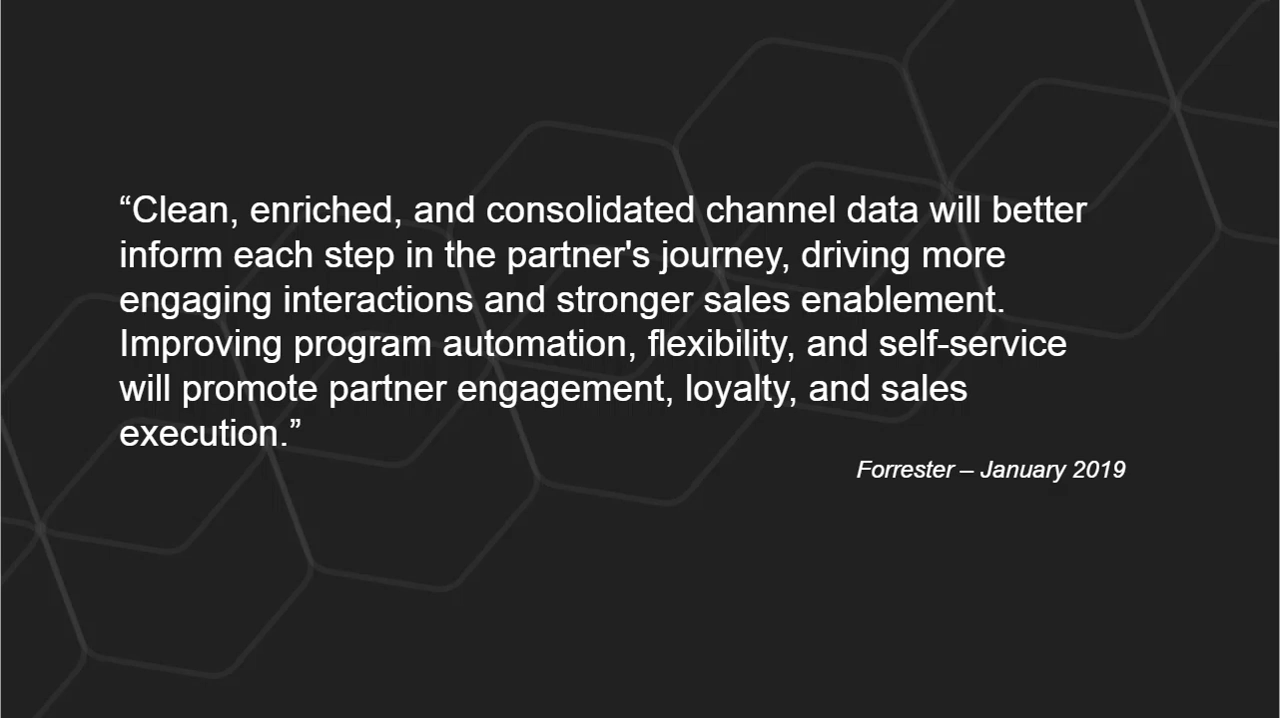 “Clean, enriched, and consolidated channel data will better
inform each step in the partner's journey, driving more
engaging interactions and stronger sales enablement.
Improving program automation, flexibility, and self-service
will promote partner engagement, loyalty, and sales
execution.”
Forrester – January 2019